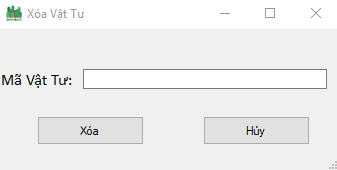 Xóa Vật Tư
Mã Vật Tư:
Xóa
Hủy